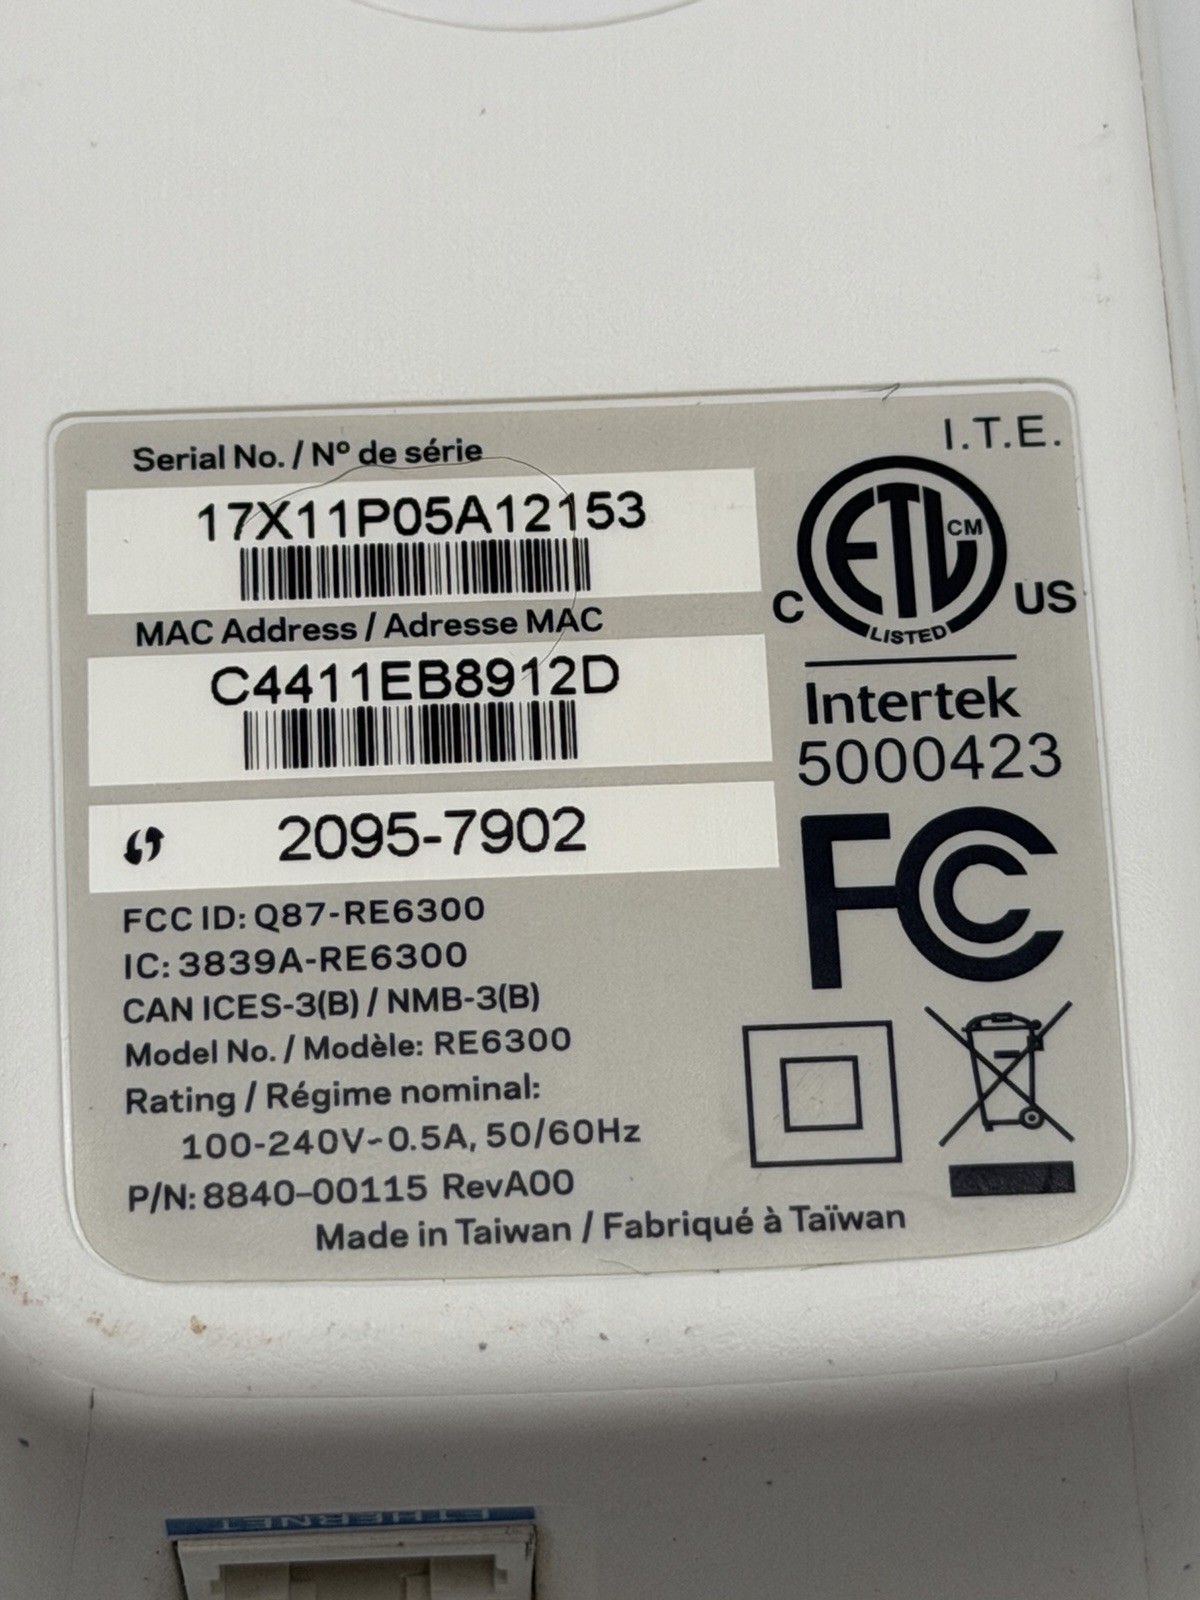 Serial No. / Nº de série
17X11P05A12153
MAC Address / Adresse MAC
C4411EB8912D
2095-7902
FCC ID: Q87-RE6300
IC: 3839A-RE6300
CAN ICES-3(B) / NMB-3(B)
Model No. / Modèle: RE6300
Rating / Régime nominal:
100-240V~0.5A, 50/60Hz
P/N: 8840-00115 RevA00
Made in Taiwan / Fabriqué à Taïwan
I.T.E.
ETL CM
C US
LISTED
Intertek
5000423
FCC
ETHERNET